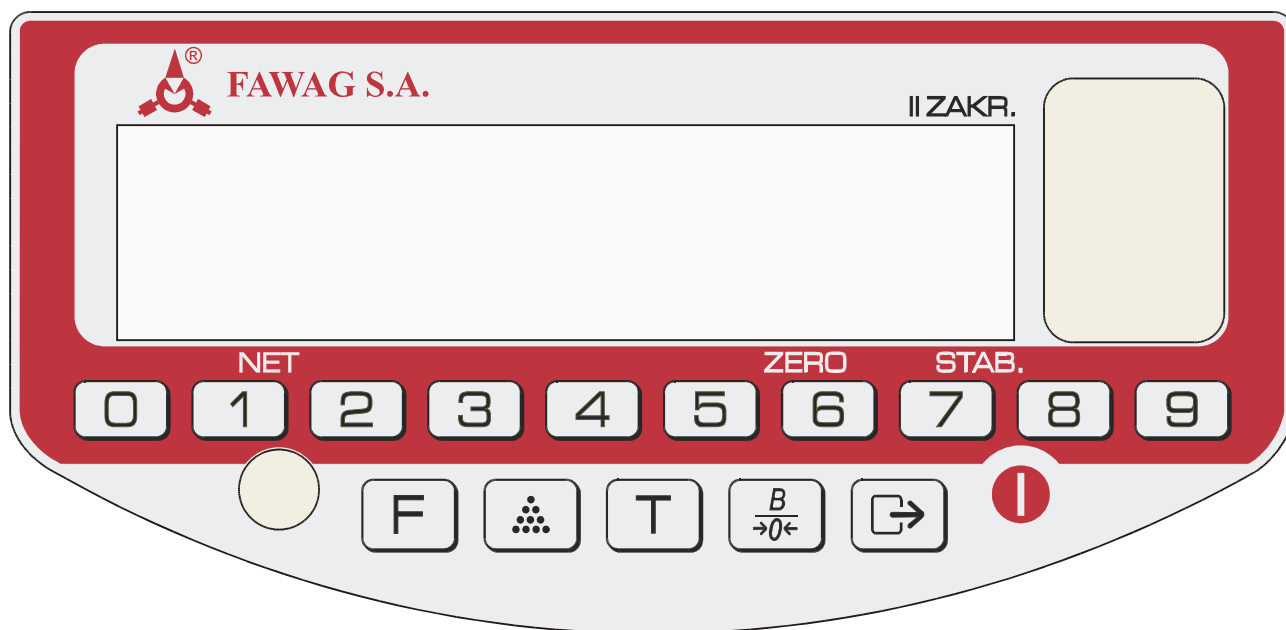 ® FAWAG S.A.
II ZAKR.
NET ZERO STAB.
0 1 2 3 4 5 6 7 8 9
F T B
→0←